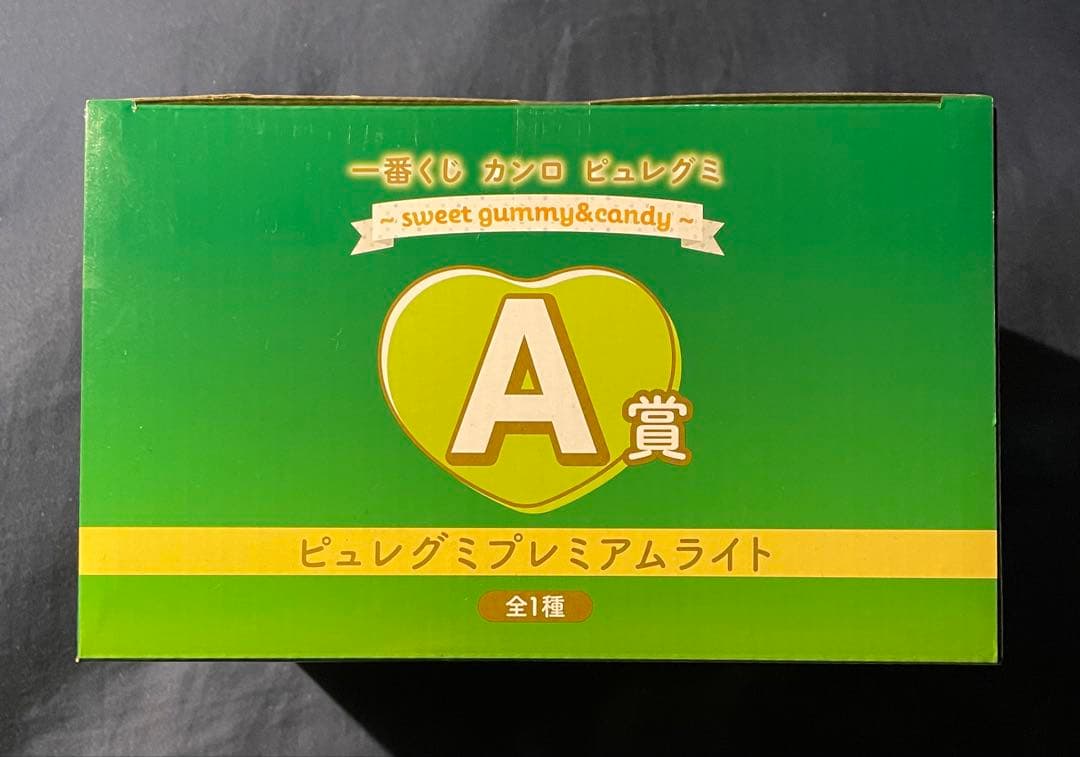 一番くじ カンロ ピュレグミ
~ sweet gummy&candy ~
A賞
ピュレグミプレミアムライト
全1種